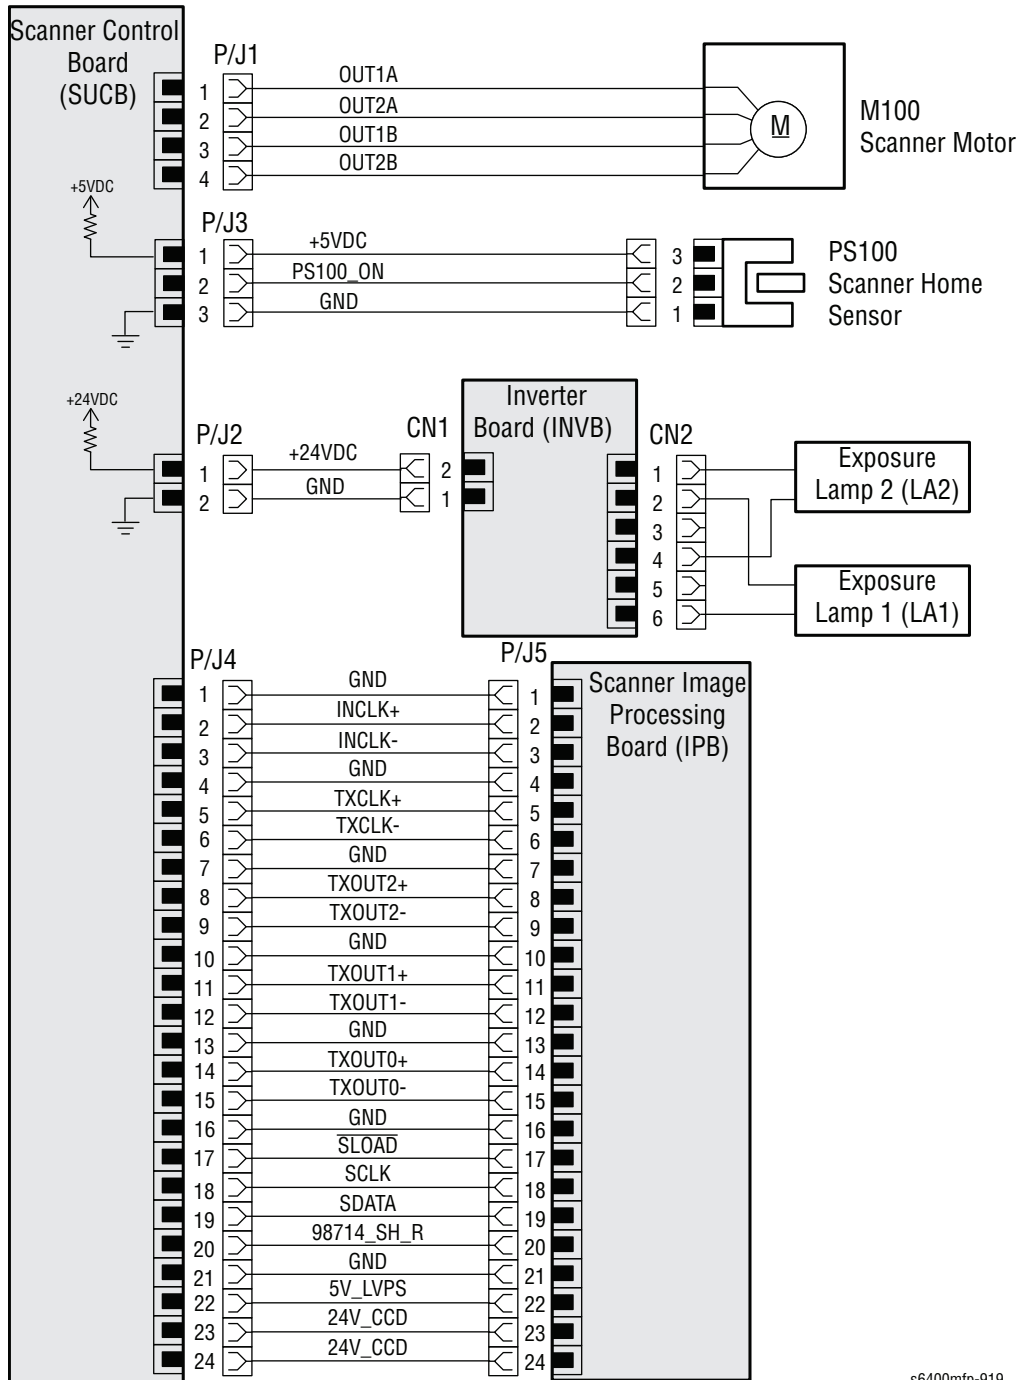 Scanner Control
Board
(SUCB)
P/J1
1 OUT1A
2 OUT2A
3 OUT1B
4 OUT2B
M
M100
Scanner Motor
+5VDC
P/J3
1 +5VDC 3
2 PS100_ON 2
3 GND 1
PS100
Scanner Home
Sensor
+24VDC
P/J2
1 +24VDC 2
2 GND 1
CN1
Inverter
Board (INVB)
CN2
1
2
3
4
5
6
Exposure
Lamp 2 (LA2)
Exposure
Lamp 1 (LA1)
P/J4
P/J5
1 GND 1
2 INCLK+ 2
3 INCLK- 3
4 GND 4
5 TXCLK+ 5
6 TXCLK- 6
7 GND 7
8 TXOUT2+ 8
9 TXOUT2- 9
10 GND 10
11 TXOUT1+ 11
12 TXOUT1- 12
13 GND 13
14 TXOUT0+ 14
15 TXOUT0- 15
16 GND 16
17 SLOAD 17
18 SCLK 18
19 SDATA 19
20 98714_SH_R 20
21 GND 21
22 5V_LVPS 22
23 24V_CCD 23
24 24V_CCD 24
Scanner Image
Processing
Board (IPB)
s6400mfp-919